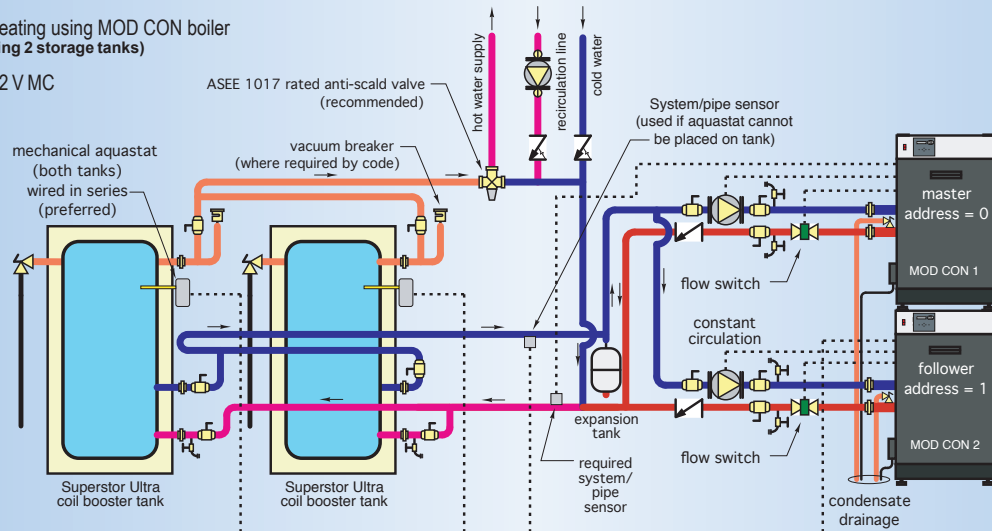 eating using MOD CON boiler
ing 2 storage tanks)
2 V MC
ASEE 1017 rated anti-scald valve
(recommended)
hot water supply
recirculation line
cold water
System/pipe sensor
(used if aquastat cannot
be placed on tank)
mechanical aquastat
(both tanks)
wired in series
(preferred)
vacuum breaker
(where required by code)
master
address = 0
MOD CON 1
flow switch
constant
circulation
follower
address = 1
MOD CON 2
expansion
tank
flow switch
required
system/
pipe
sensor
Superstor Ultra
coil booster tank
Superstor Ultra
coil booster tank
condensate
drainage